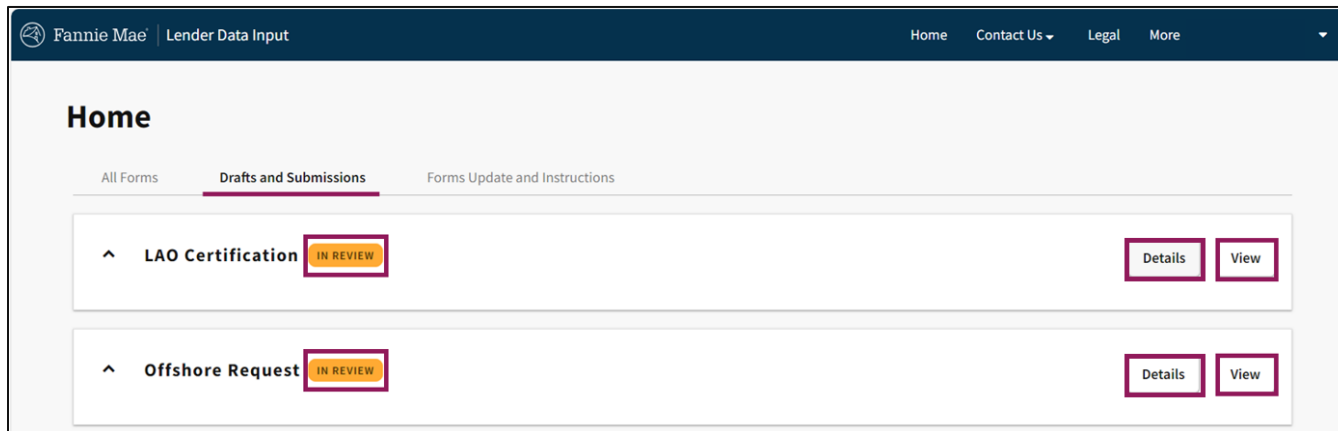 Fannie Mae® Lender Data Input Home Contact Us Legal More
Home
All Forms Drafts and Submissions Forms Update and Instructions
LAO Certification IN REVIEW Details View
Offshore Request IN REVIEW Details View